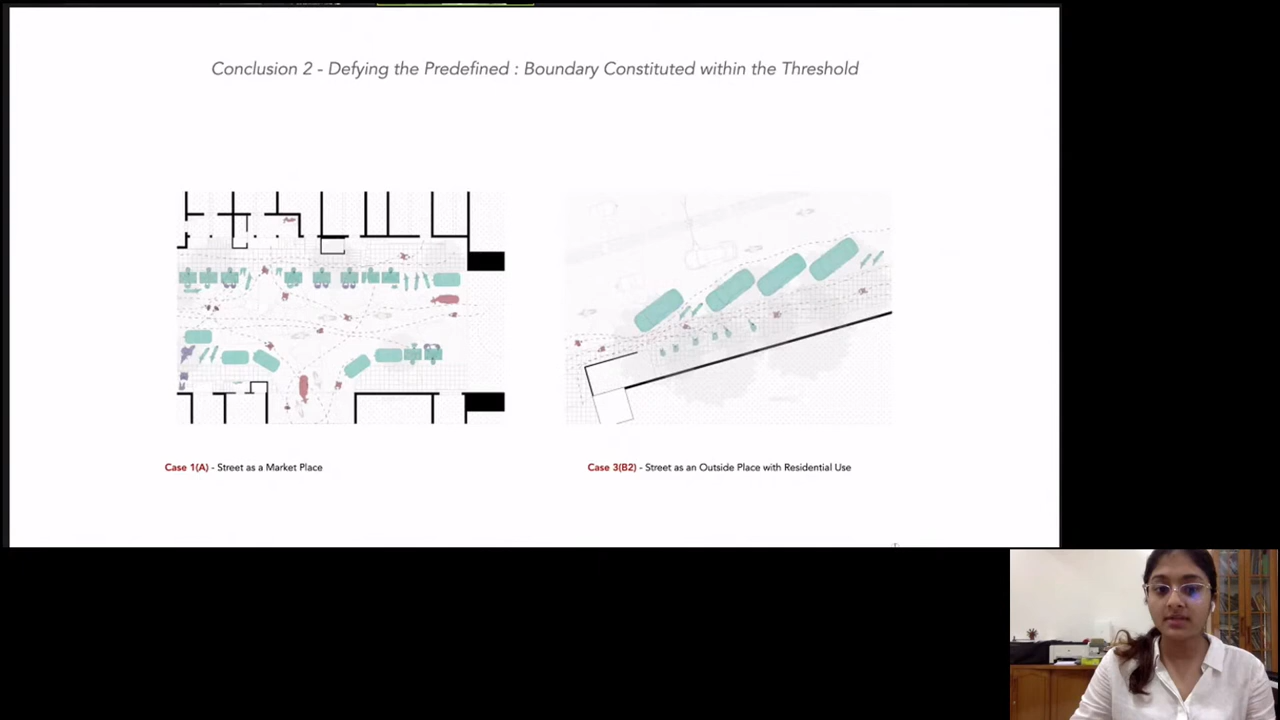 Conclusion 2 - Defying the Predefined : Boundary Constituted within the Threshold
Case 1(A) - Street as a Market Place
Case 3(B2) - Street as an Outside Place with Residential Use